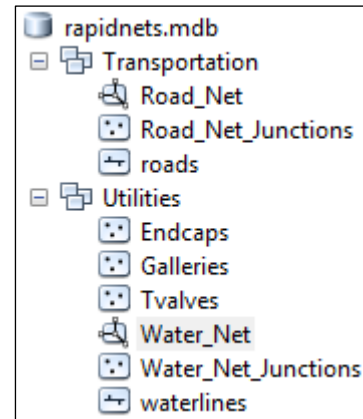 rapidnets.mdb
Transportation
Road_Net
Road_Net_Junctions
roads
Utilities
Endcaps
Galleries
Tvalves
Water_Net
Water_Net_Junctions
waterlines